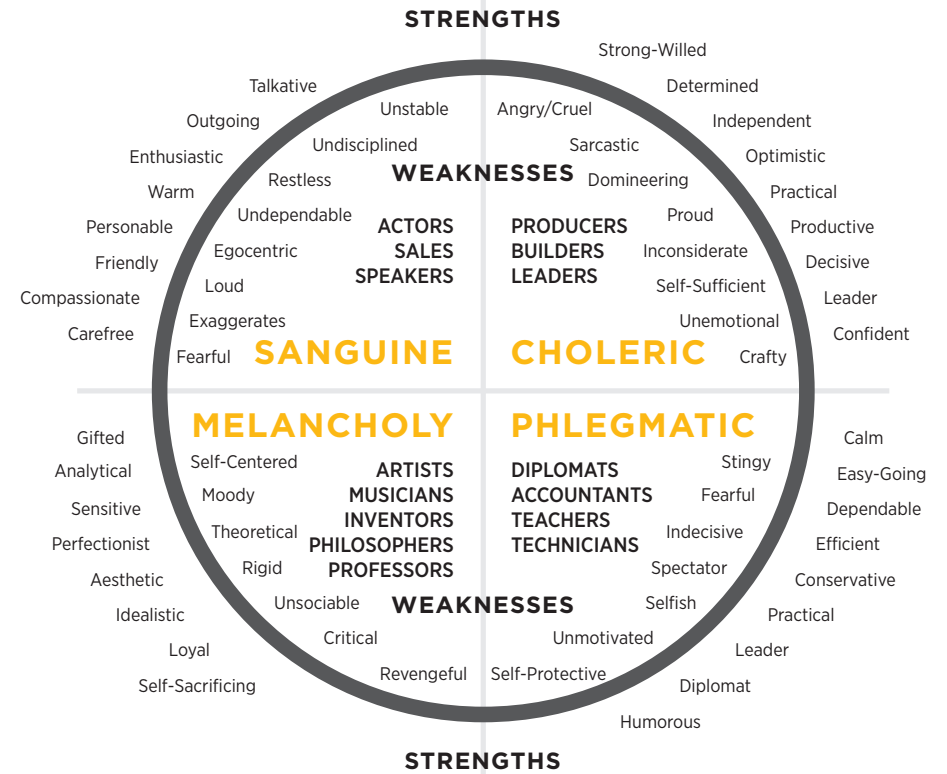 STRENGTHS
Talkative
Outgoing
Enthusiastic
Warm
Personable
Friendly
Compassionate
Carefree
Unstable
Undisciplined
Restless
Undependable
Egocentric
Loud
Exaggerates
Fearful
WEAKNESSES
ACTORS
SALES
SPEAKERS
SANGUINE
Strong-Willed
Determined
Independent
Optimistic
Practical
Productive
Decisive
Leader
Confident
Angry/Cruel
Sarcastic
Domineering
Proud
Inconsiderate
Self-Sufficient
Unemotional
Crafty
PRODUCERS
BUILDERS
LEADERS
CHOLERIC
MELANCHOLY
Gifted
Analytical
Sensitive
Perfectionist
Aesthetic
Idealistic
Loyal
Self-Sacrificing
Self-Centered
Moody
Theoretical
Rigid
Unsociable
Critical
Revengeful
ARTISTS
MUSICIANS
INVENTORS
PHILOSOPHERS
PROFESSORS
PHLEGMATIC
DIPLOMATS
ACCOUNTANTS
TEACHERS
TECHNICIANS
Stingy
Fearful
Indecisive
Spectator
Selfish
Unmotivated
Self-Protective
WEAKNESSES
Calm
Easy-Going
Dependable
Efficient
Conservative
Practical
Leader
Diplomat
Humorous
STRENGTHS